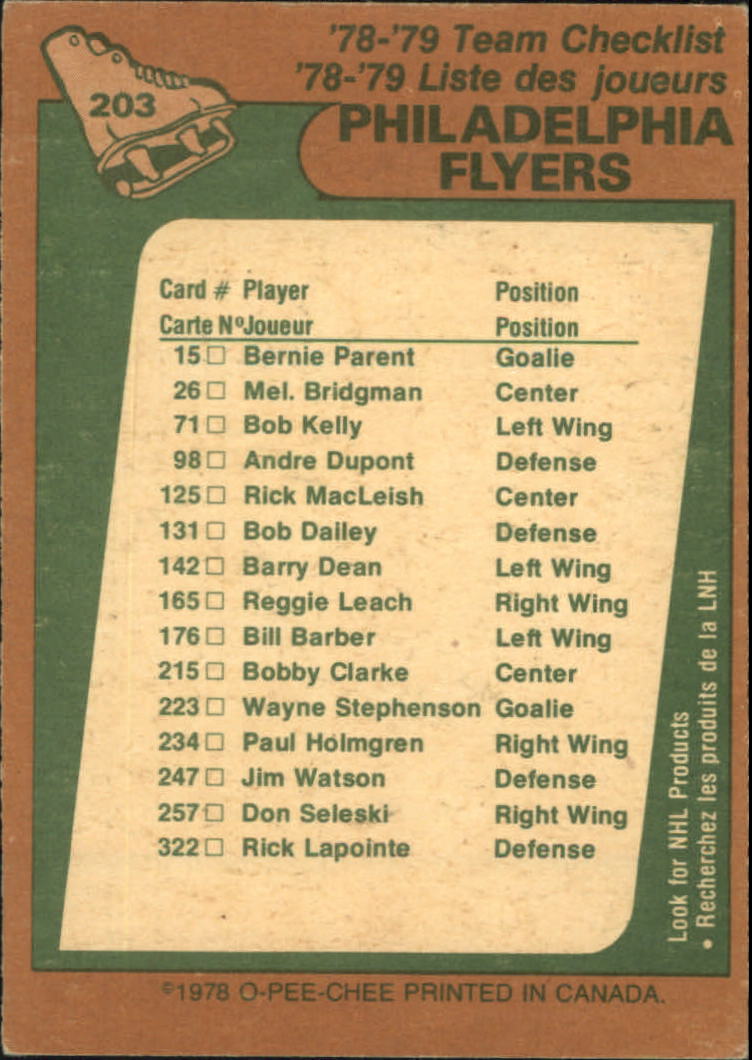 '78-'79 Team Checklist
'78-'79 Liste des joueurs
203
PHILADELPHIA
FLYERS
Card # Player Position
Carte Nº Joueur Position
15 □ Bernie Parent Goalie
26 □ Mel. Bridgman Center
71 □ Bob Kelly Left Wing
98 □ Andre Dupont Defense
125 □ Rick MacLeish Center
131 □ Bob Dailey Defense
142 □ Barry Dean Left Wing
165 □ Reggie Leach Right Wing
176 □ Bill Barber Left Wing
215 □ Bobby Clarke Center
223 □ Wayne Stephenson Goalie
234 □ Paul Holmgren Right Wing
247 □ Jim Watson Defense
257 □ Don Seleski Right Wing
322 □ Rick Lapointe Defense
Look for NHL Products
• Recherchez les produits de la LNH
©1978 O-PEE-CHEE PRINTED IN CANADA.